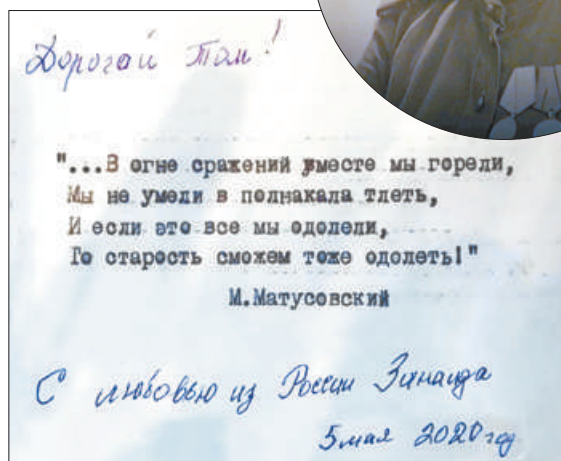 Дорогой Том!
"...В огне сражений вместе мы горели,
Мы не умели в полнакала тлеть,
И если это все мы одолели,
То старость сможем тоже одолеть!"
М.Матусовский
С любовью из России Зинаида
5 мая 2020 год